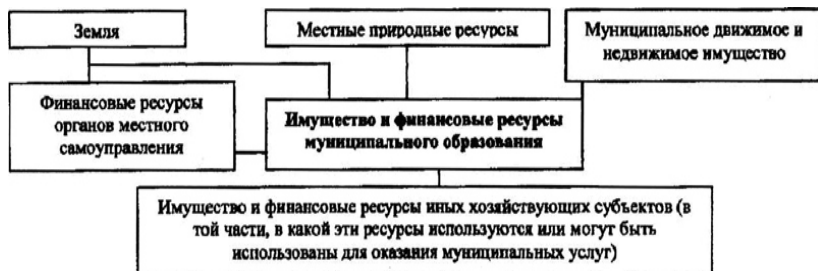 Земля
Местные природные ресурсы
Муниципальное движимое и
недвижимое имущество
Финансовые ресурсы
органов местного
самоуправления
Имущество и финансовые ресурсы
муниципального образования
Имущество и финансовые ресурсы иных хозяйствующих субъектов (в
той части, в какой эти ресурсы используются или могут быть
использованы для оказания муниципальных услуг)